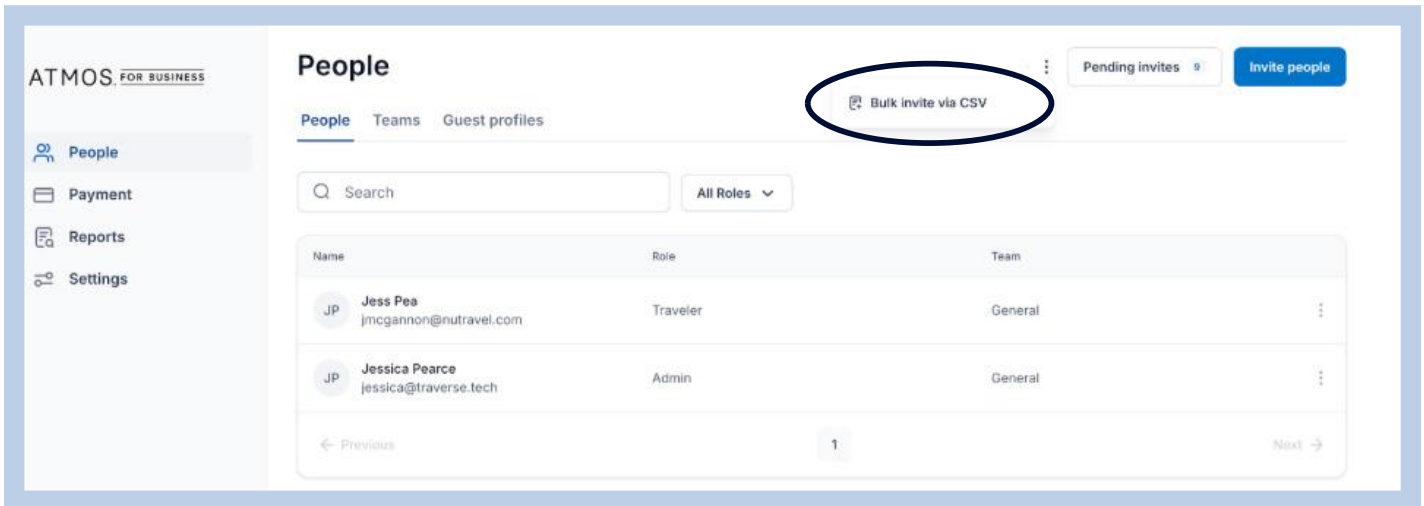 ATMOS. FOR BUSINESS
People
Payment
Reports
Settings
People
Pending invites 9
Invite people
Bulk invite via CSV
People Teams Guest profiles
Search
All Roles
Name Role Team
JP Jess Pea Traveler General
jmcgannon@nutravel.com
JP Jessica Pearce Admin General
jessica@traverse.tech
← Previous 1 Next →